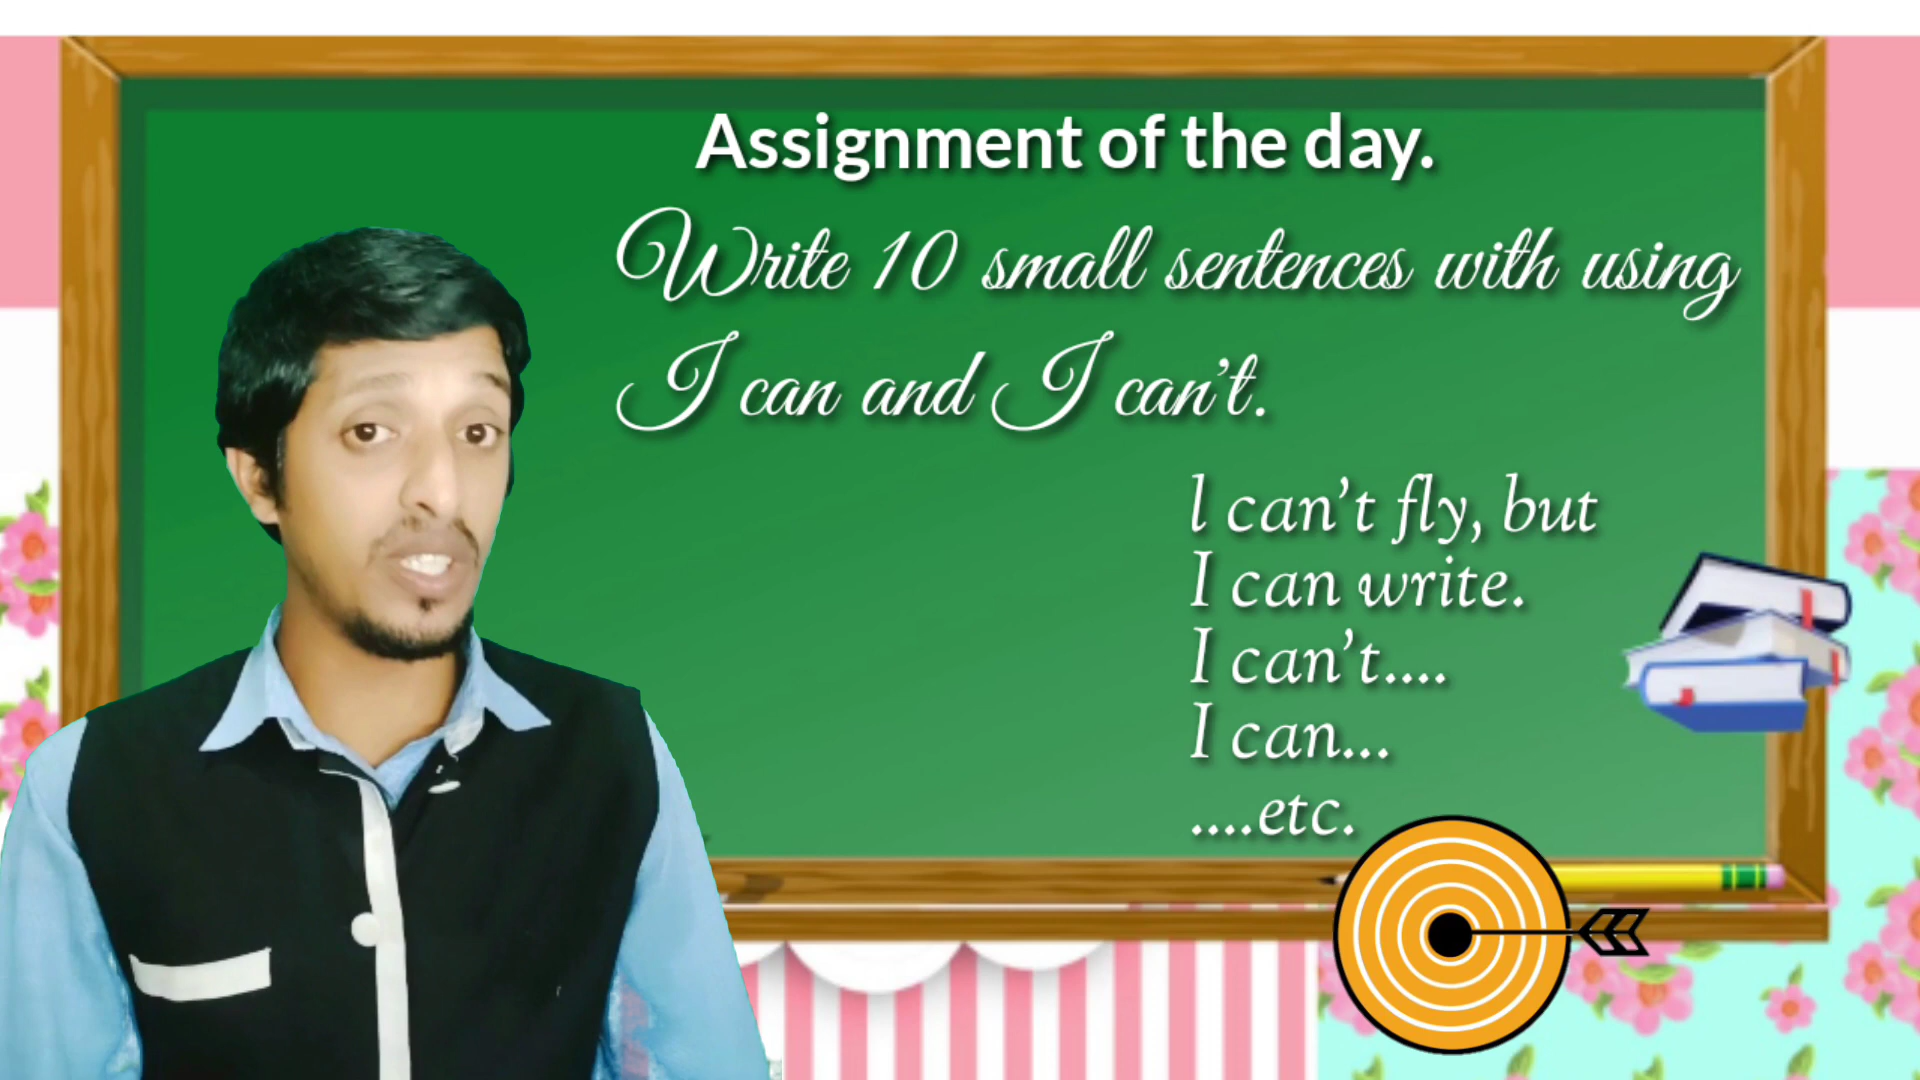 Assignment of the day.
Write 10 small sentences with using
I can and I can't.
l can't fly, but
I can write.
I can't....
I can...
....etc.